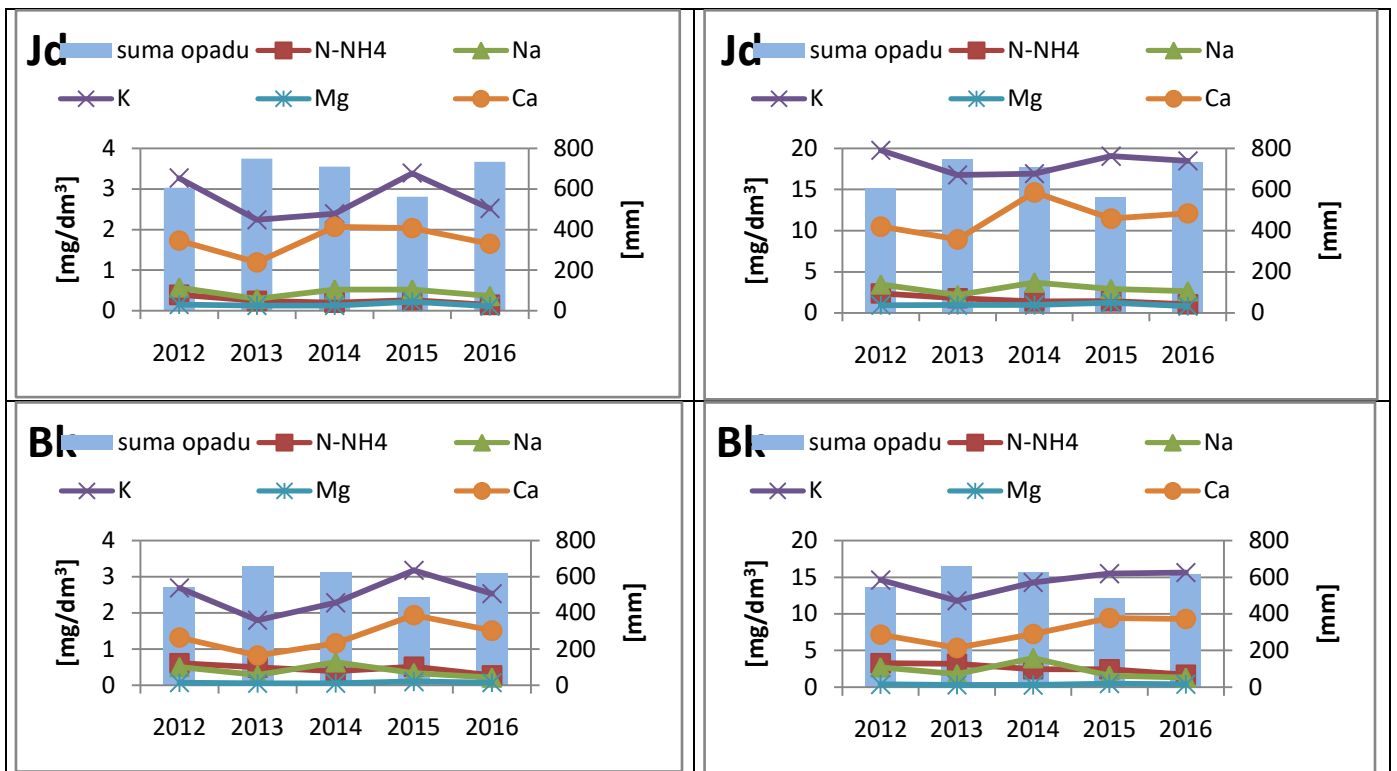 Jd suma opadu N-NH4 Na
K Mg Ca
4 800
3 600
2 400
1 200
0 0
[mg/dm³]
[mm]
2012 2013 2014 2015 2016
Jd suma opadu N-NH4 Na
K Mg Ca
20 800
15 600
10 400
5 200
0 0
[mg/dm³]
[mm]
2012 2013 2014 2015 2016
Bk suma opadu N-NH4 Na
K Mg Ca
4 800
3 600
2 400
1 200
0 0
[mg/dm³]
[mm]
2012 2013 2014 2015 2016
Bk suma opadu N-NH4 Na
K Mg Ca
20 800
15 600
10 400
5 200
0 0
[mg/dm³]
[mm]
2012 2013 2014 2015 2016